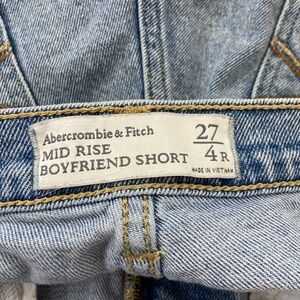 Abercrombie & Fitch
MID RISE
BOYFRIEND SHORT
27
4R
MADE IN VIETNAM